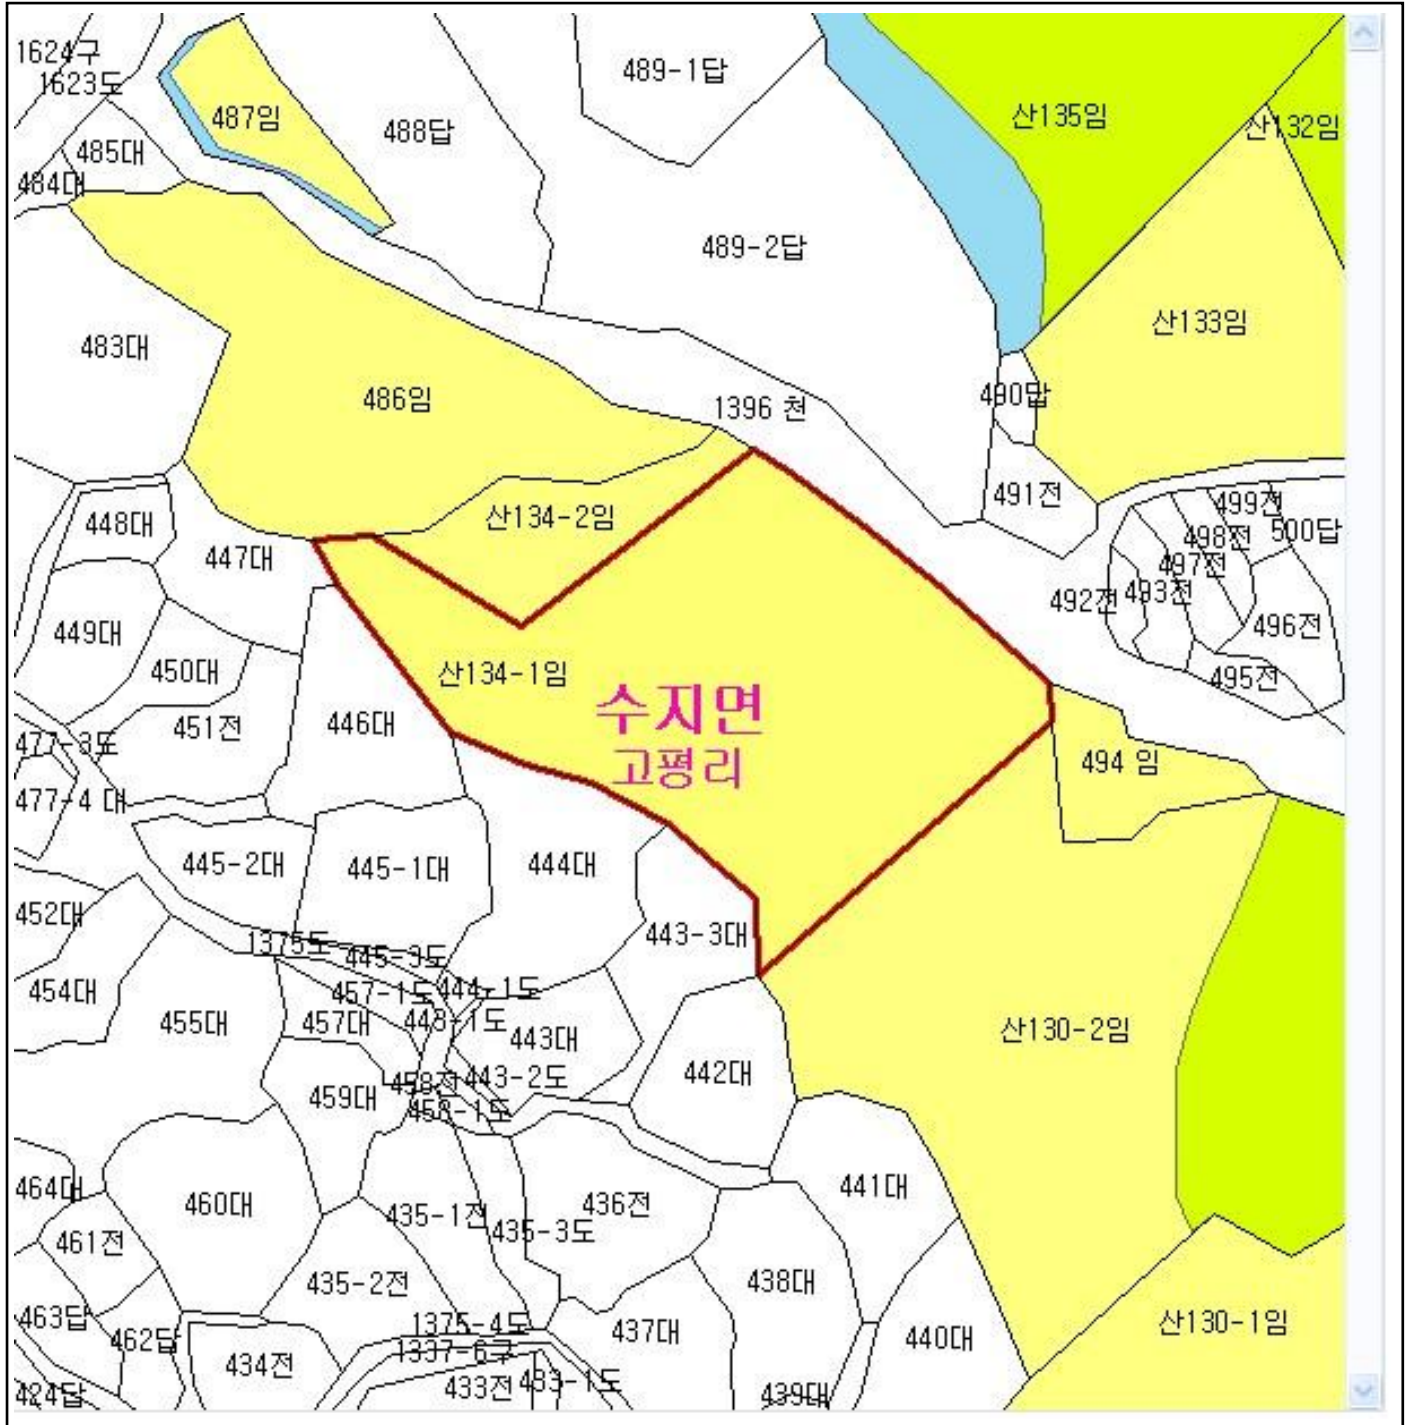 1624구
1623도
487임
488답
489-1답
산135임
산132임
485대
484대
489-2답
483대
486임
1396 천
490답
산133임
491전
448대
447대
산134-2임
499전
498전
500답
497전
492전
493전
496전
495전
449대
450대
451전
446대
산134-1임
수지면
고평리
477-3도
477-4 대
494 임
445-2대
445-1대
444대
443-3대
452대
1375도
445-3도
454대
455대
457-1도
444-1도
457대
443-1도
443대
산130-2임
458전
443-2도
442대
459대
458-1도
464대
460대
435-1전
436전
441대
461전
435-3도
435-2전
438대
463답
462답
1375-4도
437대
440대
산130-1임
434전
1337-6구
424답
433전
433-1도
439대